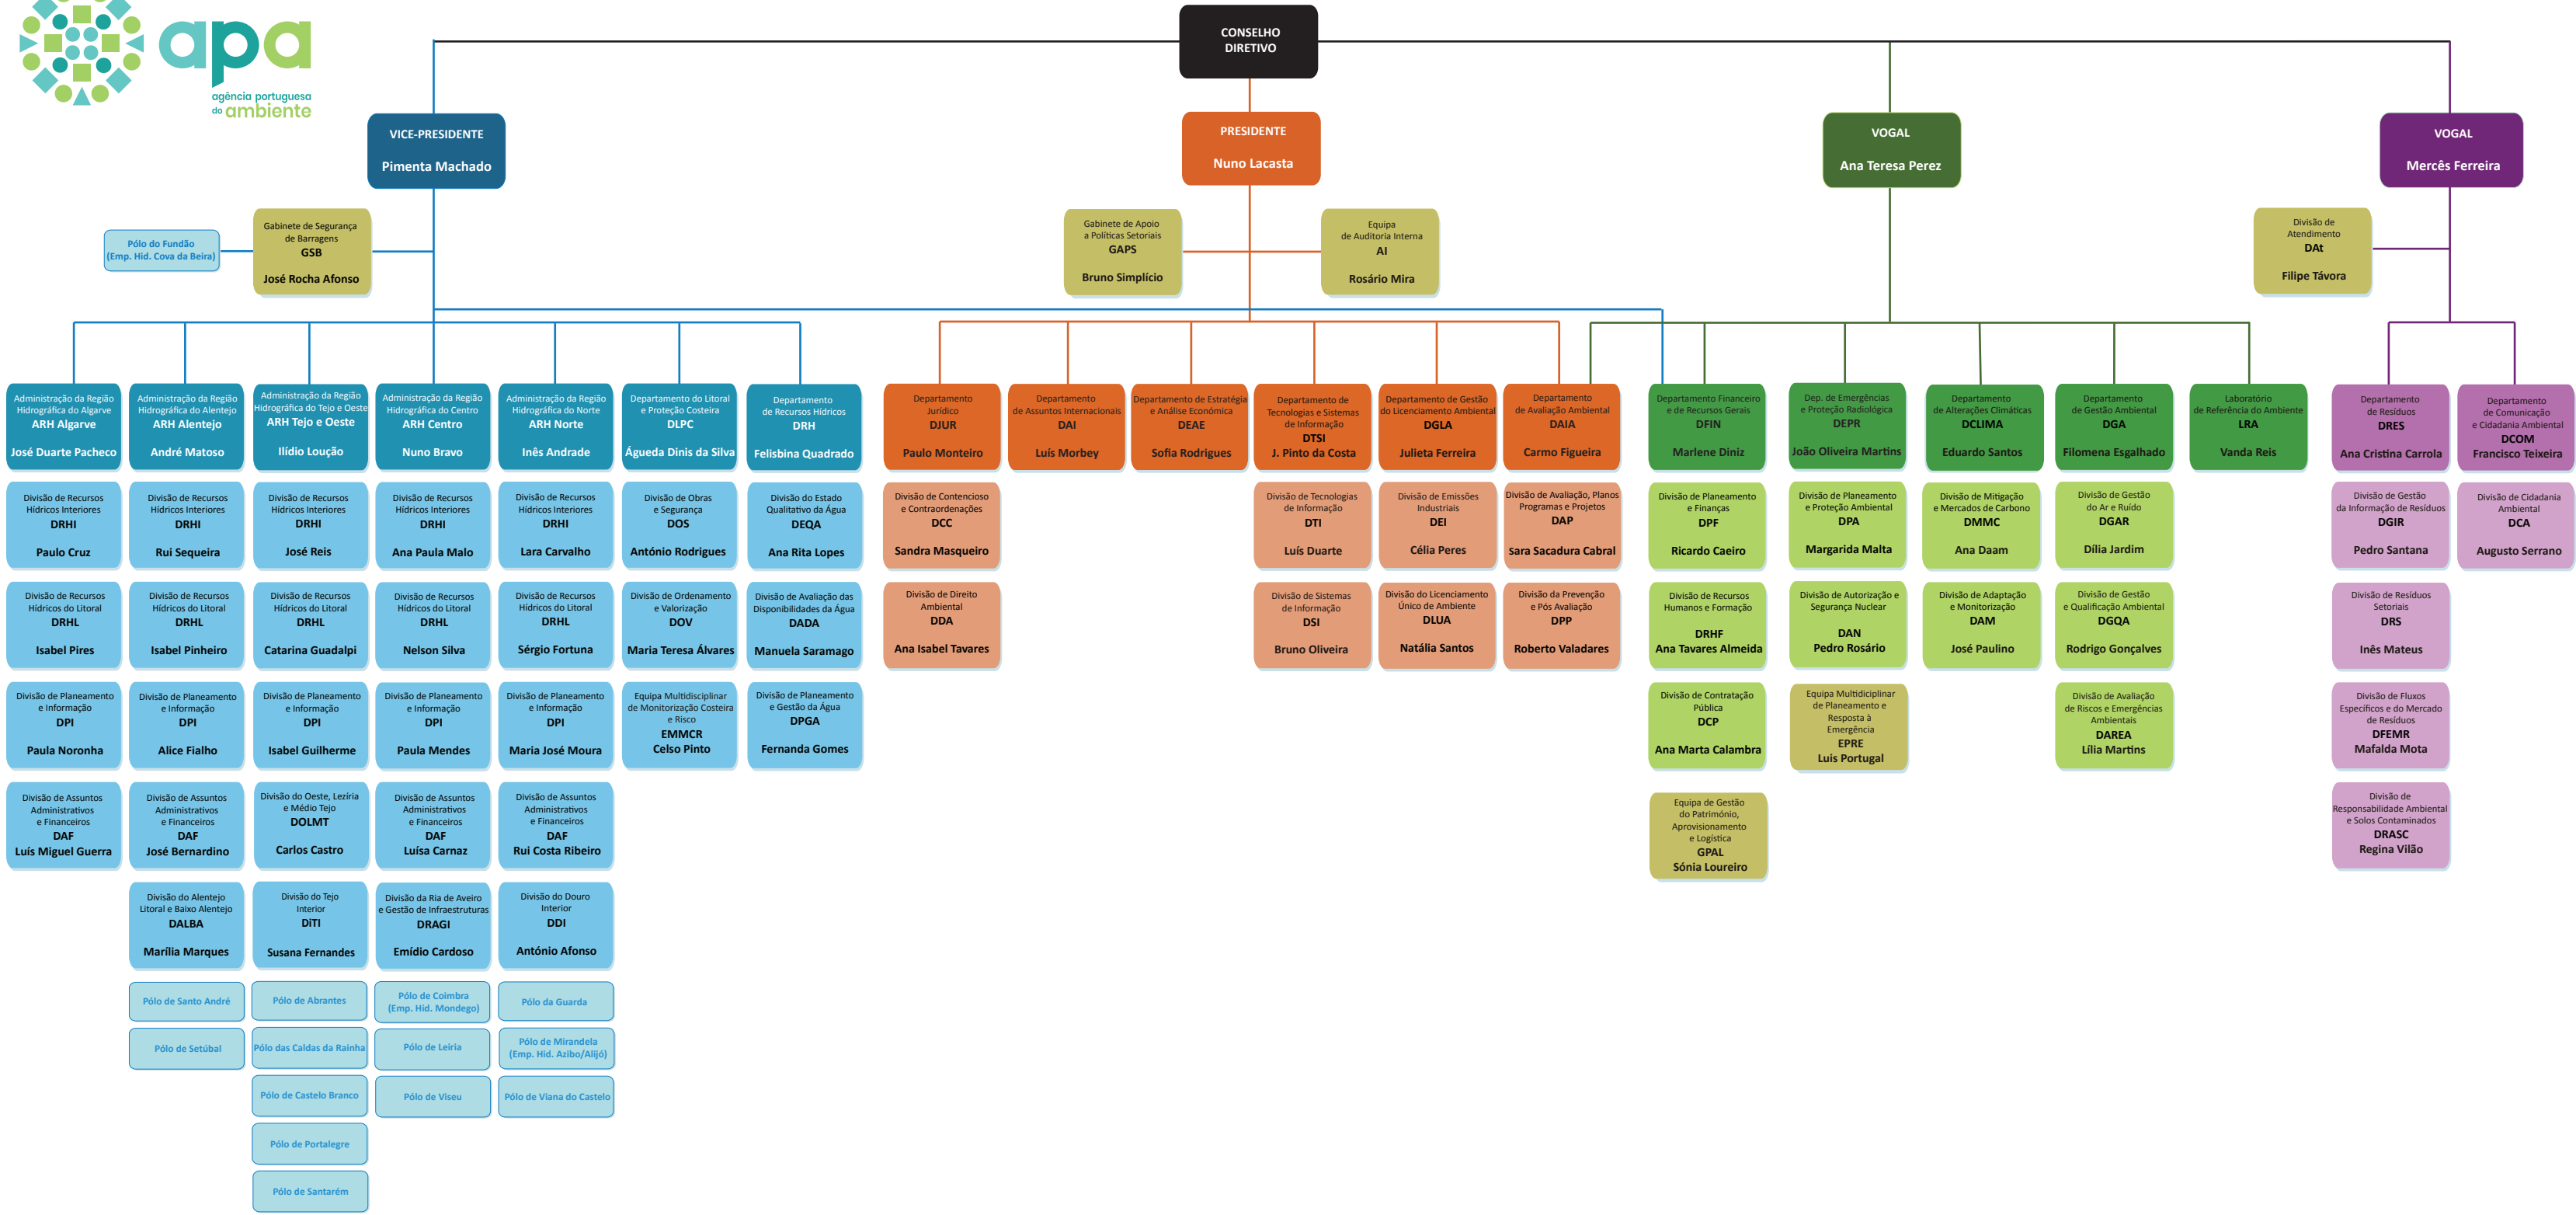 apa
agência portuguesa
do ambiente
CONSELHO
DIRETIVO
VICE-PRESIDENTE
Pimenta Machado
PRESIDENTE
Nuno Lacasta
VOGAL
Ana Teresa Perez
VOGAL
Mercês Ferreira
Pólo do Fundão
(Emp. Hid. Cova da Beira)
Gabinete de Segurança
de Barragens
GSB
José Rocha Afonso
Gabinete de Apoio
a Políticas Setoriais
GAPS
Bruno Simplício
Equipa
de Auditoria Interna
AI
Rosário Mira
Divisão de
Atendimento
DAt
Filipe Távora
Administração da Região
Hidrográfica do Algarve
ARH Algarve
José Duarte Pacheco
Administração da Região
Hidrográfica do Alentejo
ARH Alentejo
André Matoso
Administração da Região
Hidrográfica do Tejo e Oeste
ARH Tejo e Oeste
Ilídio Loução
Administração da Região
Hidrográfica do Centro
ARH Centro
Nuno Bravo
Administração da Região
Hidrográfica do Norte
ARH Norte
Inês Andrade
Departamento do Litoral
e Proteção Costeira
DLPC
Águeda Dinis da Silva
Departamento
de Recursos Hídricos
DRH
Felisbina Quadrado
Departamento
Jurídico
DJUR
Paulo Monteiro
Departamento
de Assuntos Internacionais
DAI
Luís Morbey
Departamento de Estratégia
e Análise Económica
DEAE
Sofia Rodrigues
Departamento de
Tecnologias e Sistemas
de Informação
DTSI
J. Pinto da Costa
Departamento de Gestão
do Licenciamento Ambiental
DGLA
Julieta Ferreira
Departamento
de Avaliação Ambiental
DAIA
Carmo Figueira
Departamento Financeiro
e de Recursos Gerais
DFIN
Marlene Diniz
Dep. de Emergências
e Proteção Radiológica
DEPR
João Oliveira Martins
Departamento
de Alterações Climáticas
DCLIMA
Eduardo Santos
Departamento
de Gestão Ambiental
DGA
Filomena Esgalhado
Laboratório
de Referência do Ambiente
LRA
Vanda Reis
Departamento
de Resíduos
DRES
Ana Cristina Carrola
Departamento
de Comunicação
e Cidadania Ambiental
DCOM
Francisco Teixeira
Divisão de Recursos
Hídricos Interiores
DRHI
Paulo Cruz
Divisão de Recursos
Hídricos Interiores
DRHI
Rui Sequeira
Divisão de Recursos
Hídricos Interiores
DRHI
José Reis
Divisão de Recursos
Hídricos Interiores
DRHI
Ana Paula Malo
Divisão de Recursos
Hídricos Interiores
DRHI
Lara Carvalho
Divisão de Obras
e Segurança
DOS
António Rodrigues
Divisão do Estado
Qualitativo da Água
DEQA
Ana Rita Lopes
Divisão de Contencioso
e Contraordenações
DCC
Sandra Masqueiro
Divisão de Tecnologias
de Informação
DTI
Luís Duarte
Divisão de Emissões
Industriais
DEI
Célia Peres
Divisão de Avaliação, Planos
Programas e Projetos
DAP
Sara Sacadura Cabral
Divisão de Planeamento
e Finanças
DPF
Ricardo Caeiro
Divisão de Planeamento
e Proteção Ambiental
DPA
Margarida Malta
Divisão de Mitigação
e Mercados de Carbono
DMMC
Ana Daam
Divisão de Gestão
do Ar e Ruído
DGAR
Dília Jardim
Divisão de Gestão
da Informação de Resíduos
DGIR
Pedro Santana
Divisão de Cidadania
Ambiental
DCA
Augusto Serrano
Divisão de Recursos
Hídricos do Litoral
DRHL
Isabel Pires
Divisão de Recursos
Hídricos do Litoral
DRHL
Isabel Pinheiro
Divisão de Recursos
Hídricos do Litoral
DRHL
Catarina Guadalpi
Divisão de Recursos
Hídricos do Litoral
DRHL
Nelson Silva
Divisão de Recursos
Hídricos do Litoral
DRHL
Sérgio Fortuna
Divisão de Ordenamento
e Valorização
DOV
Maria Teresa Álvares
Divisão de Avaliação das
Disponibilidades da Água
DADA
Manuela Saramago
Divisão de Direito
Ambiental
DDA
Ana Isabel Tavares
Divisão de Sistemas
de Informação
DSI
Bruno Oliveira
Divisão do Licenciamento
Único de Ambiente
DLUA
Natália Santos
Divisão da Prevenção
e Pós Avaliação
DPP
Roberto Valadares
Divisão de Recursos
Humanos e Formação
DRHF
Ana Tavares Almeida
Divisão de Autorização e
Segurança Nuclear
DAN
Pedro Rosário
Divisão de Adaptação
e Monitorização
DAM
José Paulino
Divisão de Gestão
e Qualificação Ambiental
DGQA
Rodrigo Gonçalves
Divisão de Resíduos
Setoriais
DRS
Inês Mateus
Divisão de Planeamento
e Informação
DPI
Paula Noronha
Divisão de Planeamento
e Informação
DPI
Alice Fialho
Divisão de Planeamento
e Informação
DPI
Isabel Guilherme
Divisão de Planeamento
e Informação
DPI
Paula Mendes
Divisão de Planeamento
e Informação
DPI
Maria José Moura
Equipa Multidisciplinar
de Monitorização Costeira
e Risco
EMMCR
Celso Pinto
Divisão de Planeamento
e Gestão da Água
DPGA
Fernanda Gomes
Divisão de Contratação
Pública
DCP
Ana Marta Calambra
Equipa Multidiciplinar
de Planeamento e
Resposta à
Emergência
EPRE
Luis Portugal
Divisão de Avaliação
de Riscos e Emergências
Ambientais
DAREA
Lília Martins
Divisão de Fluxos
Específicos e do Mercado
de Resíduos
DFEMR
Mafalda Mota
Divisão de Assuntos
Administrativos
e Financeiros
DAF
Luís Miguel Guerra
Divisão de Assuntos
Administrativos
e Financeiros
DAF
José Bernardino
Divisão do Oeste, Lezíria
e Médio Tejo
DOLMT
Carlos Castro
Divisão de Assuntos
Administrativos
e Financeiros
DAF
Luísa Carnaz
Divisão de Assuntos
Administrativos
e Financeiros
DAF
Rui Costa Ribeiro
Equipa de Gestão
do Património,
Aprovisionamento
e Logística
GPAL
Sónia Loureiro
Divisão de
Responsabilidade Ambiental
e Solos Contaminados
DRASC
Regina Vilão
Divisão do Alentejo
Litoral e Baixo Alentejo
DALBA
Marília Marques
Divisão do Tejo
Interior
DiTI
Susana Fernandes
Divisão da Ria de Aveiro
e Gestão de Infraestruturas
DRAGI
Emídio Cardoso
Divisão do Douro
Interior
DDI
António Afonso
Pólo de Santo André
Pólo de Abrantes
Pólo de Coimbra
(Emp. Hid. Mondego)
Pólo da Guarda
Pólo de Setúbal
Pólo das Caldas da Rainha
Pólo de Leiria
Pólo de Mirandela
(Emp. Hid. Azibo/Alijó)
Pólo de Castelo Branco
Pólo de Viseu
Pólo de Viana do Castelo
Pólo de Portalegre
Pólo de Santarém